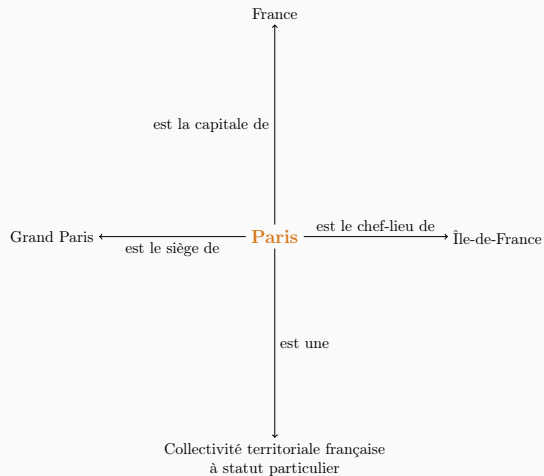 France
est la capitale de
est le chef-lieu de
Grand Paris
Paris
Île-de-France
est le siège de
est une
Collectivité territoriale française
à statut particulier